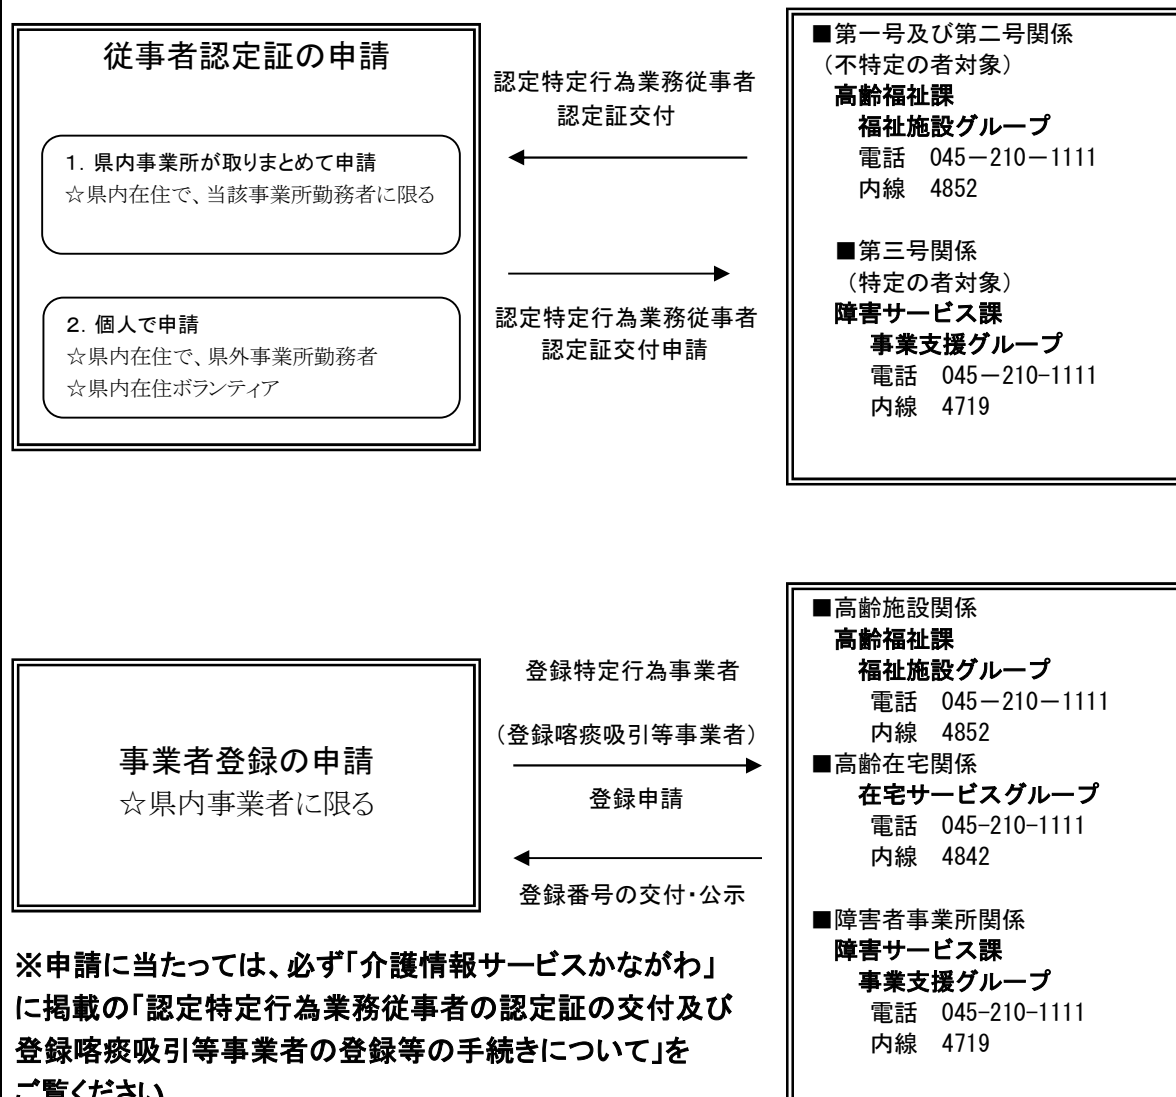 従事者認定証の申請
1．県内事業所が取りまとめて申請
☆県内在住で、当該事業所勤務者に限る
2．個人で申請
☆県内在住で、県外事業所勤務者
☆県内在住ボランティア
認定特定行為業務従事者
認定証交付
認定特定行為業務従事者
認定証交付申請
■第一号及び第二号関係
（不特定の者対象）
高齢福祉課
福祉施設グループ
電話　045－210－1111
内線　4852
■第三号関係
（特定の者対象）
障害サービス課
事業支援グループ
電話　045－210-1111
内線　4719
事業者登録の申請
☆県内事業者に限る
登録特定行為事業者
（登録喀痰吸引等事業者）
登録申請
登録番号の交付・公示
■高齢施設関係
高齢福祉課
福祉施設グループ
電話　045－210－1111
内線　4852
■高齢在宅関係
在宅サービスグループ
電話　045-210-1111
内線　4842
■障害者事業所関係
障害サービス課
事業支援グループ
電話　045-210-1111
内線　4719
※申請に当たっては、必ず「介護情報サービスかながわ」
に掲載の「認定特定行為業務従事者の認定証の交付及び
登録喀痰吸引等事業者の登録等の手続きについて」を
ご覧ください